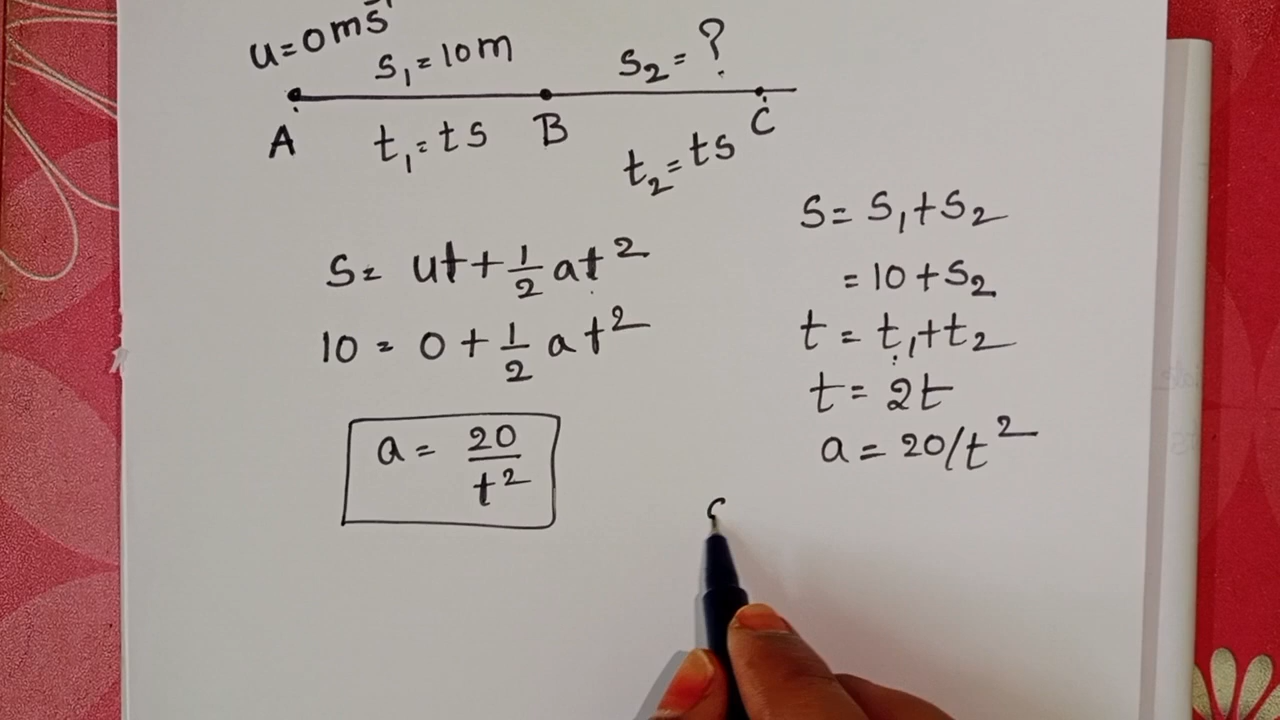 u=0ms⁻¹
S₁=10m S₂=?
A t₁=ts B t₂=ts C
S= ut+½at²
10 = 0+½at²
a= 20/t²
S= S₁+S₂
=10+S₂
t= t₁+t₂
t= 2t
a=20/t²